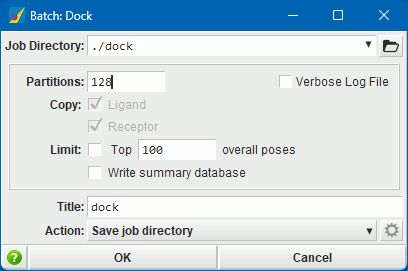 Batch: Dock
Job Directory: ./dock
Partitions: 128 Verbose Log File
Copy: Ligand
Receptor
Limit: Top 100 overall poses
Write summary database
Title: dock
Action: Save job directory
? OK Cancel